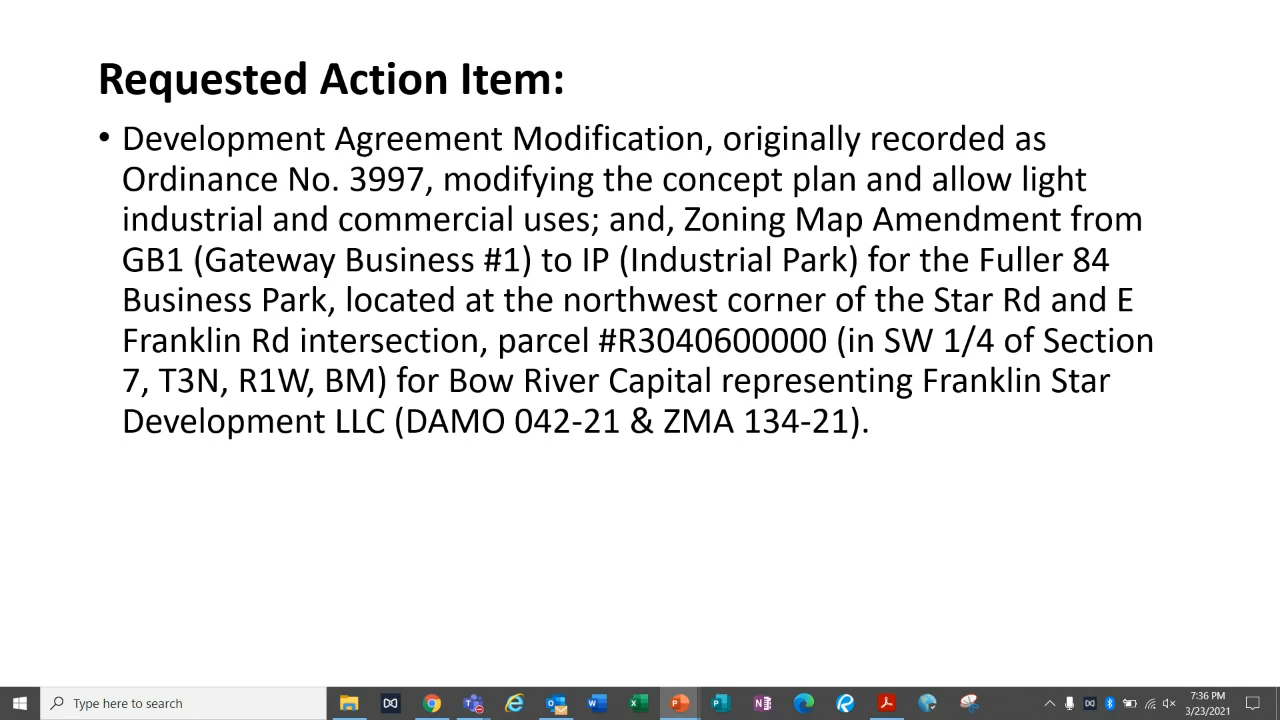 Requested Action Item:
• Development Agreement Modification, originally recorded as
Ordinance No. 3997, modifying the concept plan and allow light
industrial and commercial uses; and, Zoning Map Amendment from
GB1 (Gateway Business #1) to IP (Industrial Park) for the Fuller 84
Business Park, located at the northwest corner of the Star Rd and E
Franklin Rd intersection, parcel #R3040600000 (in SW 1/4 of Section
7, T3N, R1W, BM) for Bow River Capital representing Franklin Star
Development LLC (DAMO 042-21 & ZMA 134-21).
Type here to search
7:36 PM
3/23/2021